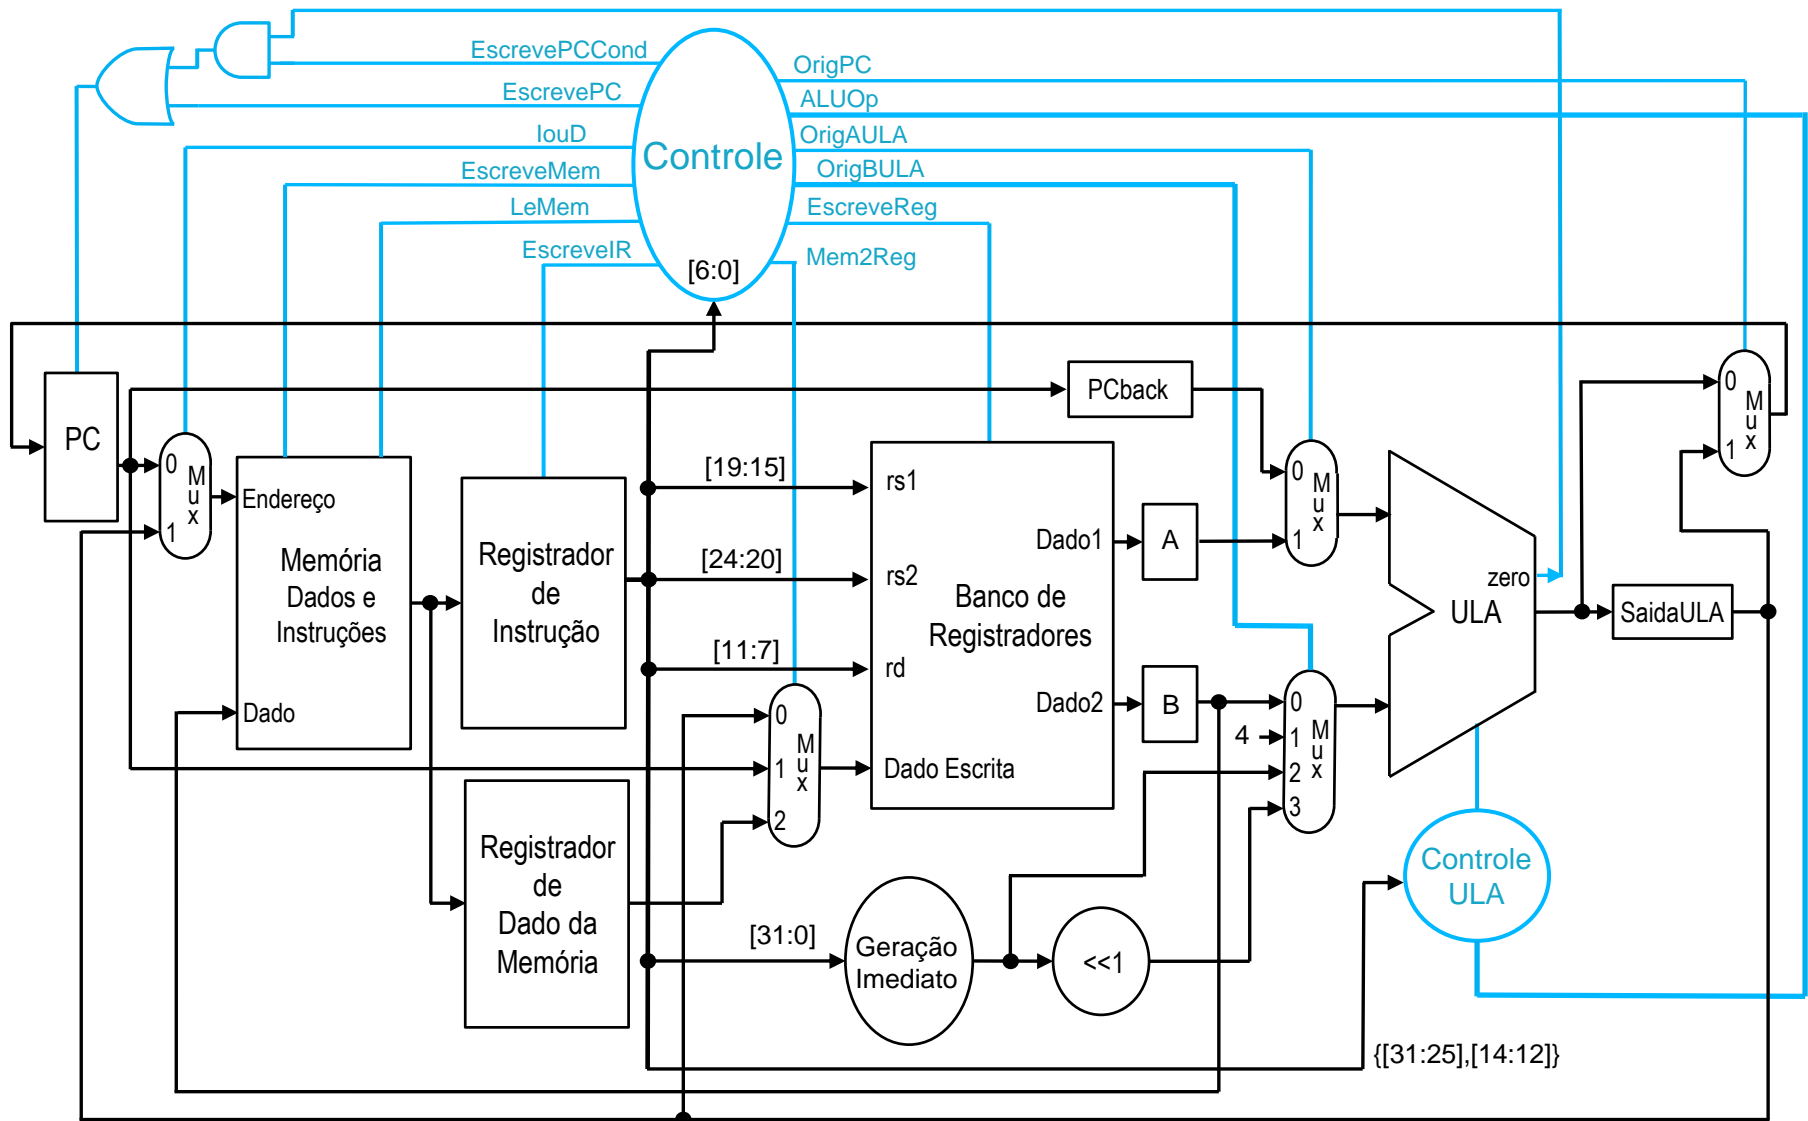 EscrevePCCond
EscrevePC
IouD
EscreveMem
LeMem
EscreveIR
Controle
[6:0]
OrigPC
ALUOp
OrigAULA
OrigBULA
EscreveReg
Mem2Reg
PC
0
M
u
x
1
Endereço
Memória
Dados e
Instruções
Dado
Registrador
de
Instrução
Registrador
de
Dado da
Memória
[19:15]
[24:20]
[11:7]
0
M
u
x
1
2
[31:0]
PCback
rs1
rs2
rd
Dado1
Dado2
Banco de
Registradores
Dado Escrita
A
B
4
Geração
Imediato
<<1
0
M
u
x
1
0
1
2
3
M
u
x
zero
ULA
SaidaULA
0
M
u
x
1
Controle
ULA
{[31:25],[14:12]}